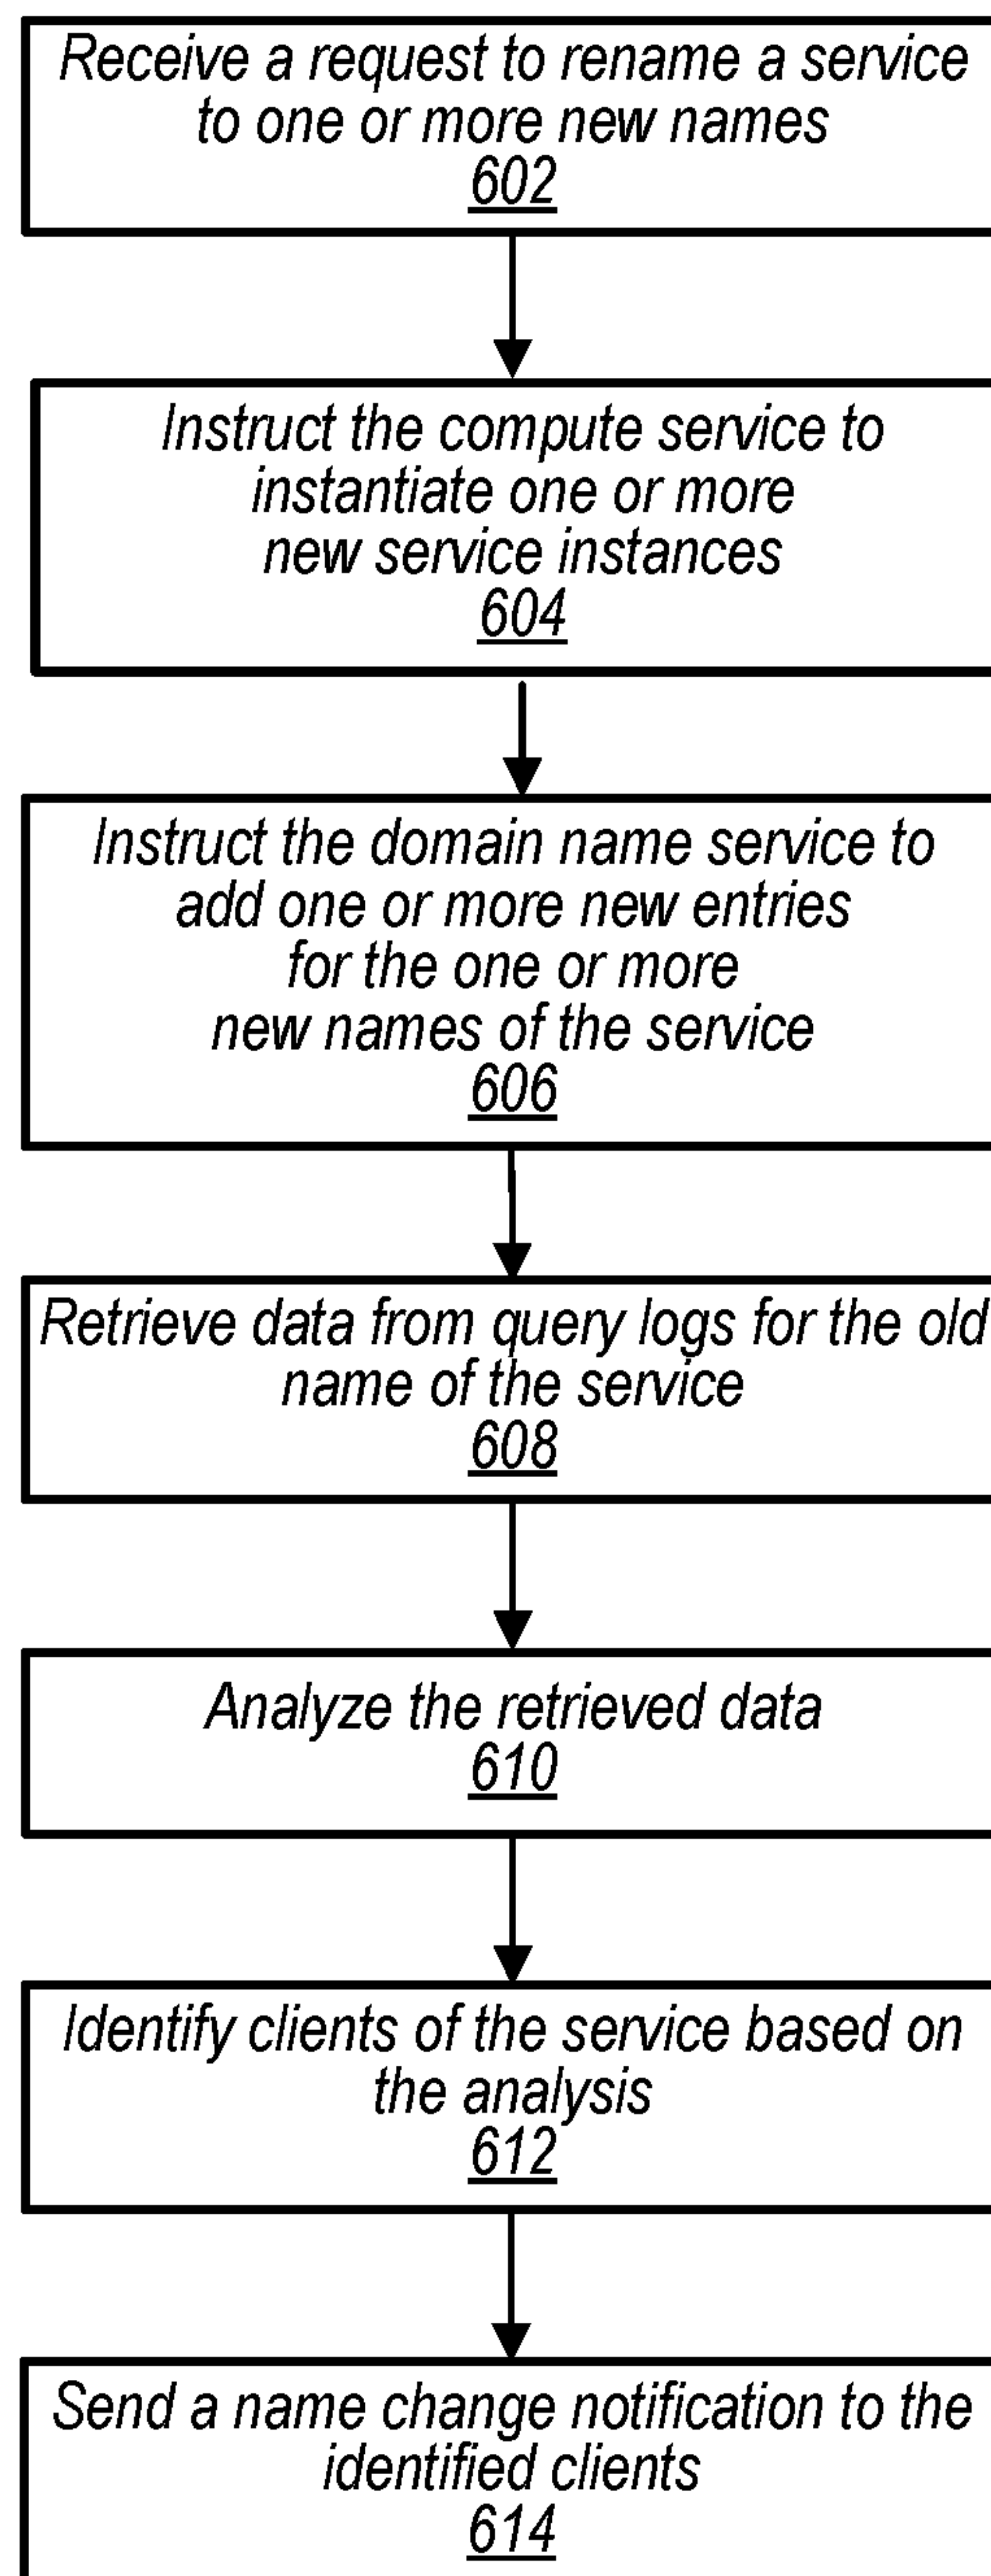 Receive a request to rename a service
to one or more new names
602
Instruct the compute service to
instantiate one or more
new service instances
604
Instruct the domain name service to
add one or more new entries
for the one or more
new names of the service
606
Retrieve data from query logs for the old
name of the service
608
Analyze the retrieved data
610
Identify clients of the service based on
the analysis
612
Send a name change notification to the
identified clients
614